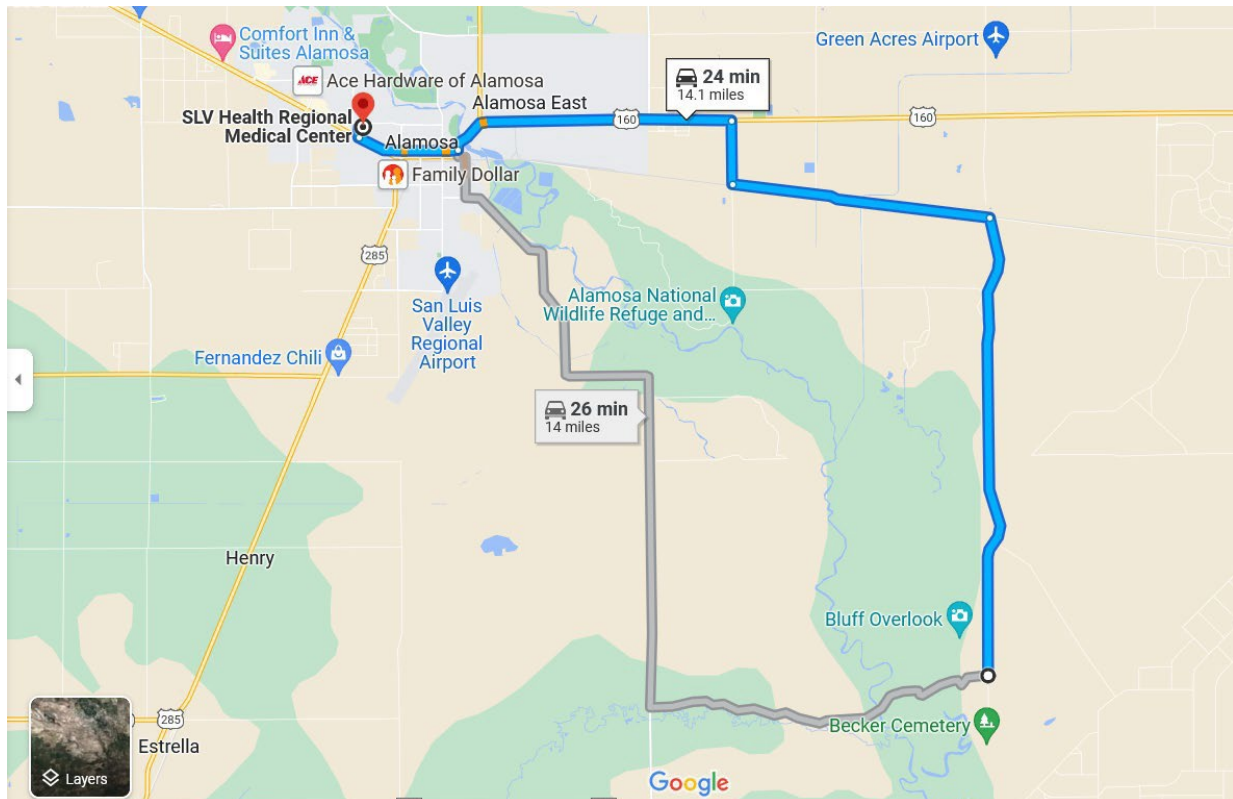 Comfort Inn &
Suites Alamosa
Green Acres Airport
ACE
Ace Hardware of Alamosa
24 min
14.1 miles
SLV Health Regional
Medical Center
Alamosa East
160
160
Alamosa
Family Dollar
285
San Luis
Valley
Regional
Airport
Alamosa National
Wildlife Refuge and...
Fernandez Chili
26 min
14 miles
Henry
Bluff Overlook
285
Estrella
Becker Cemetery
Layers
Google